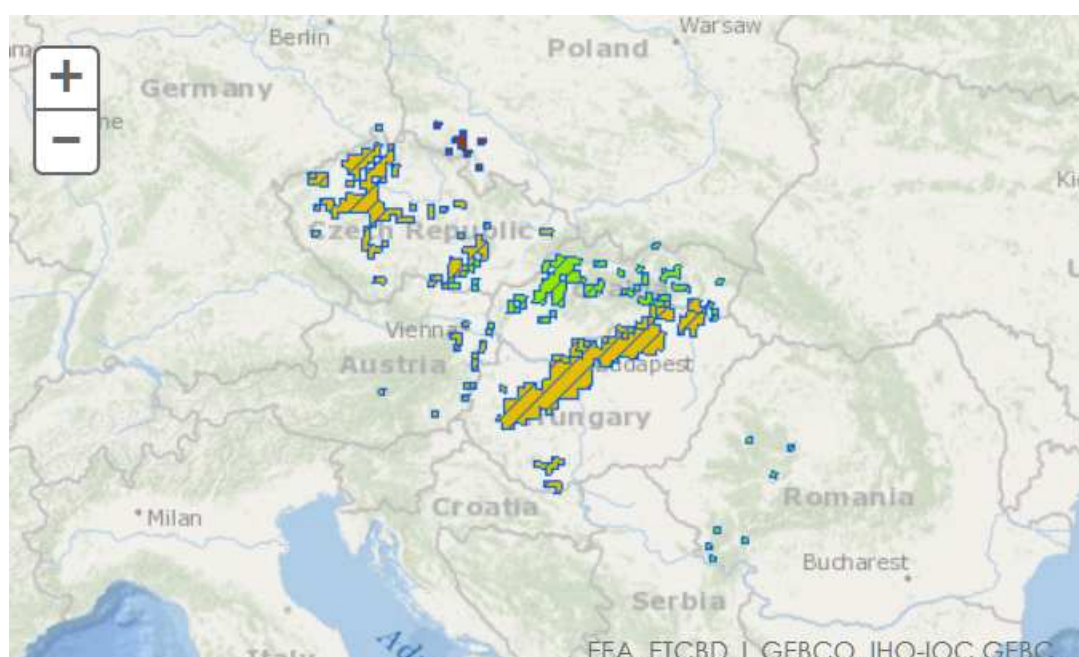 Berlin
Warsaw
Poland
+
Germany
−
Czech Republic
Vienna
Austria
Budapest
Hungary
Romania
Croatia
Milan
Bucharest
Serbia